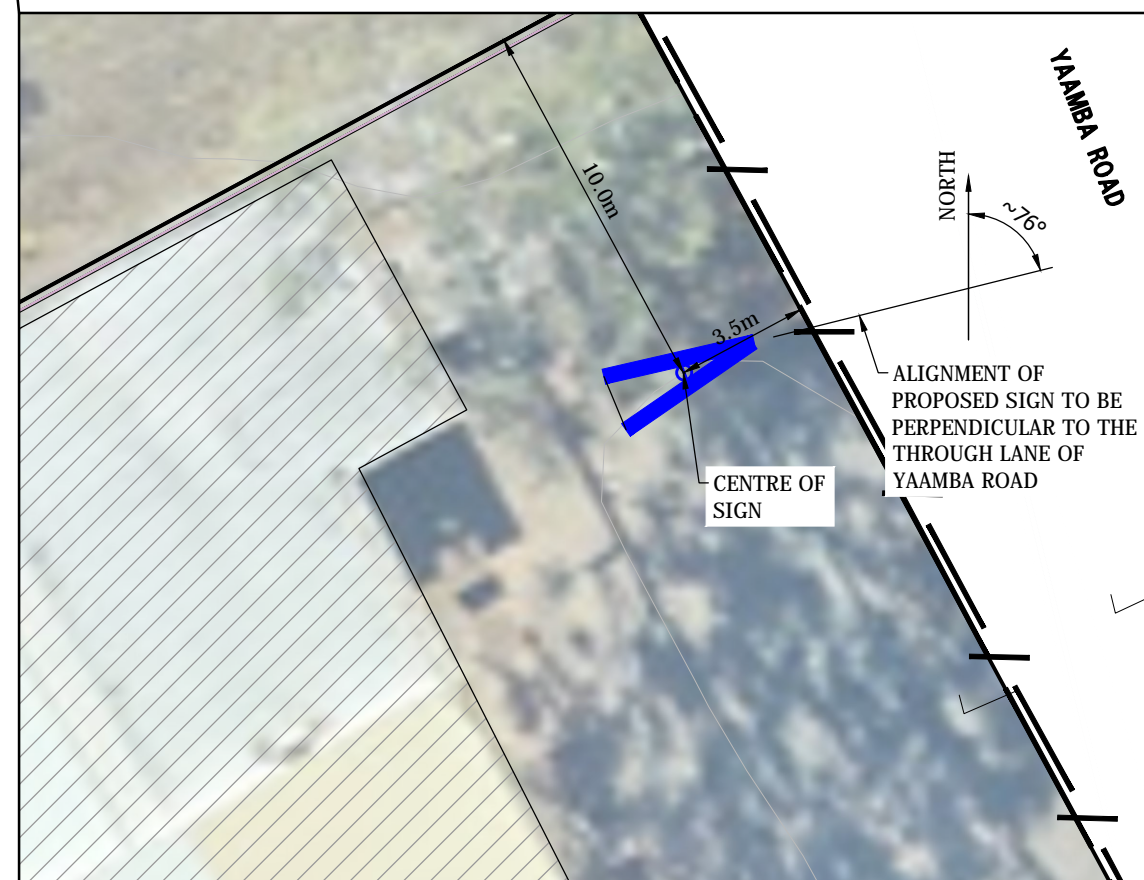 YAAMBA ROAD
10.0m
NORTH
~76°
3.5m
ALIGNMENT OF
PROPOSED SIGN TO BE
PERPENDICULAR TO THE
THROUGH LANE OF
YAAMBA ROAD
CENTRE OF
SIGN